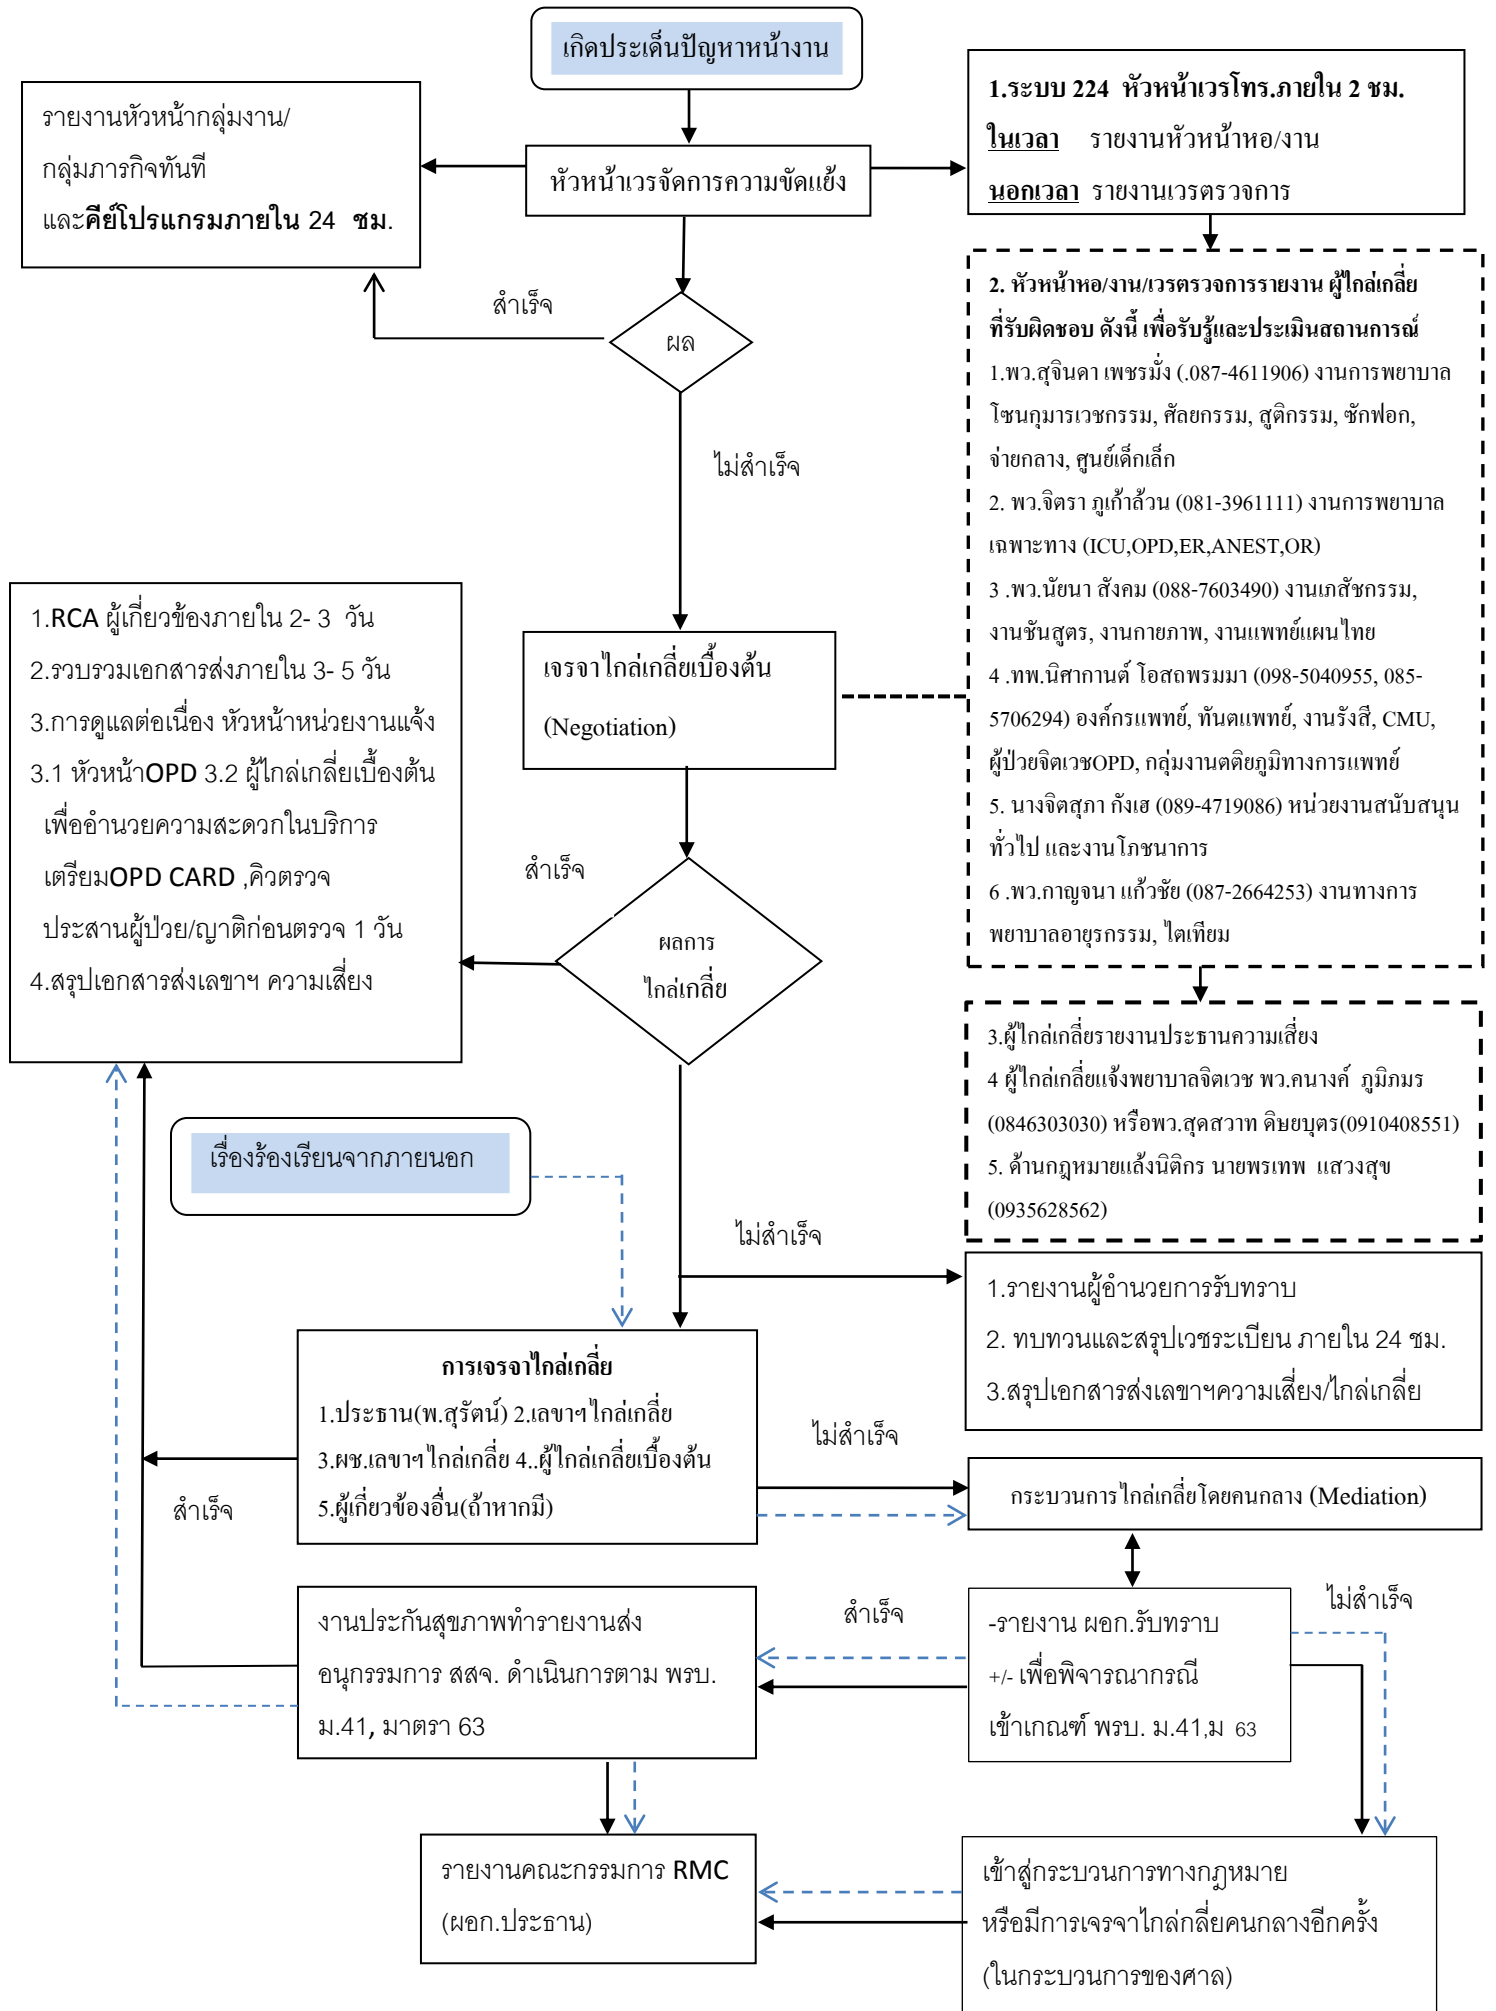 เกิดประเด็นปัญหาหน้างาน
รายงานหัวหน้ากลุ่มงาน/
กลุ่มภารกิจทันที
และคีย์โปรแกรมภายใน 24 ชม.
หัวหน้าเวรจัดการความขัดแย้ง
1.ระบบ 224 หัวหน้าเวรโทร.ภายใน 2 ชม.
ในเวลา รายงานหัวหน้าหอ/งาน
นอกเวลา รายงานเวรตรวจการ
สำเร็จ
ผล
ไม่สำเร็จ
2. หัวหน้าหอ/งาน/เวรตรวจการรายงาน ผู้ไกล่เกลี่ย
ที่รับผิดชอบ ดังนี้ เพื่อรับรู้และประเมินสถานการณ์
1.พว.สุจินดา เพชรมั่ง (.087-4611906) งานการพยาบาล
โซนกุมารเวชกรรม, ศัลยกรรม, สูติกรรม, ซักฟอก,
จ่ายกลาง, ศูนย์เด็กเล็ก
2. พว.จิตรา ภูเก้าล้วน (081-3961111) งานการพยาบาล
เฉพาะทาง (ICU,OPD,ER,ANEST,OR)
3 .พว.นัยนา สังคม (088-7603490) งานเภสัชกรรม,
งานชันสูตร, งานกายภาพ, งานแพทย์แผนไทย
4 .ทพ.นิศากานต์ โอสถพรมมา (098-5040955, 085-
5706294) องค์กรแพทย์, ทันตแพทย์, งานรังสี, CMU,
ผู้ป่วยจิตเวชOPD, กลุ่มงานตติยภูมิทางการแพทย์
5. นางจิตสุภา กังเฮ (089-4719086) หน่วยงานสนับสนุน
ทั่วไป และงานโภชนาการ
6 .พว.กาญจนา แก้วชัย (087-2664253) งานทางการ
พยาบาลอายุรกรรม, ไตเทียม
1.RCA ผู้เกี่ยวข้องภายใน 2- 3 วัน
2.รวบรวมเอกสารส่งภายใน 3- 5 วัน
3.การดูแลต่อเนื่อง หัวหน้าหน่วยงานแจ้ง
3.1 หัวหน้าOPD 3.2 ผู้ไกล่เกลี่ยเบื้องต้น
เพื่ออำนวยความสะดวกในบริการ
เตรียมOPD CARD ,คิวตรวจ
ประสานผู้ป่วย/ญาติก่อนตรวจ 1 วัน
4.สรุปเอกสารส่งเลขาฯ ความเสี่ยง
เจรจาไกล่เกลี่ยเบื้องต้น
(Negotiation)
สำเร็จ
ผลการ
ไกล่เกลี่ย
3.ผู้ไกล่เกลี่ยรายงานประธานความเสี่ยง
4 ผู้ไกล่เกลี่ยแจ้งพยาบาลจิตเวช พว.คนางค์ ภูมิภมร
(0846303030) หรือพว.สุดสวาท ดิษยบุตร(0910408551)
5. ด้านกฎหมายแล้งนิติกร นายพรเทพ แสวงสุข
(0935628562)
เรื่องร้องเรียนจากภายนอก
ไม่สำเร็จ
1.รายงานผู้อำนวยการรับทราบ
2. ทบทวนและสรุปเวชระเบียน ภายใน 24 ชม.
3.สรุปเอกสารส่งเลขาฯความเสี่ยง/ไกล่เกลี่ย
การเจรจาไกล่เกลี่ย
1.ประธาน(พ.สุรัตน์) 2.เลขาฯ ไกล่เกลี่ย
3.ผช.เลขาฯ ไกล่เกลี่ย 4..ผู้ไกล่เกลี่ยเบื้องต้น
5.ผู้เกี่ยวข้องอื่น(ถ้าหากมี)
ไม่สำเร็จ
กระบวนการไกล่เกลี่ยโดยคนกลาง (Mediation)
สำเร็จ
งานประกันสุขภาพทำรายงานส่ง
อนุกรรมการ สสจ. ดำเนินการตาม พรบ.
ม.41, มาตรา 63
สำเร็จ
-รายงาน ผอก.รับทราบ
+/- เพื่อพิจารณากรณี
เข้าเกณฑ์ พรบ. ม.41,ม 63
ไม่สำเร็จ
รายงานคณะกรรมการ RMC
(ผอก.ประธาน)
เข้าสู่กระบวนการทางกฎหมาย
หรือมีการเจรจาไกล่กลี่ยคนกลางอีกครั้ง
(ในกระบวนการของศาล)